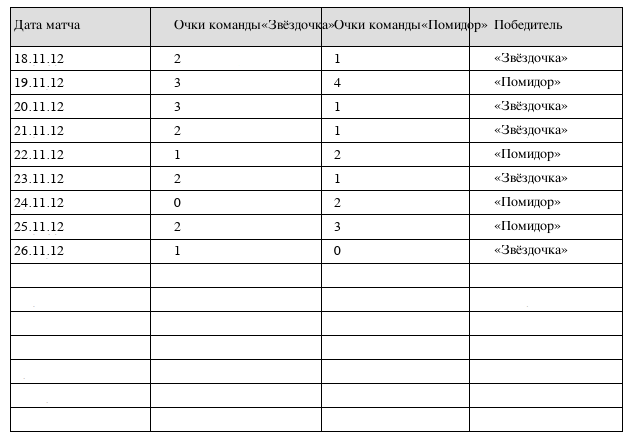 Дата матча Очки команды«Звёздочка» Очки команды«Помидор» Победитель
18.11.12 2 1 «Звёздочка»
19.11.12 3 4 «Помидор»
20.11.12 3 1 «Звёздочка»
21.11.12 2 1 «Звёздочка»
22.11.12 1 2 «Помидор»
23.11.12 2 1 «Звёздочка»
24.11.12 0 2 «Помидор»
25.11.12 2 3 «Помидор»
26.11.12 1 0 «Звёздочка»